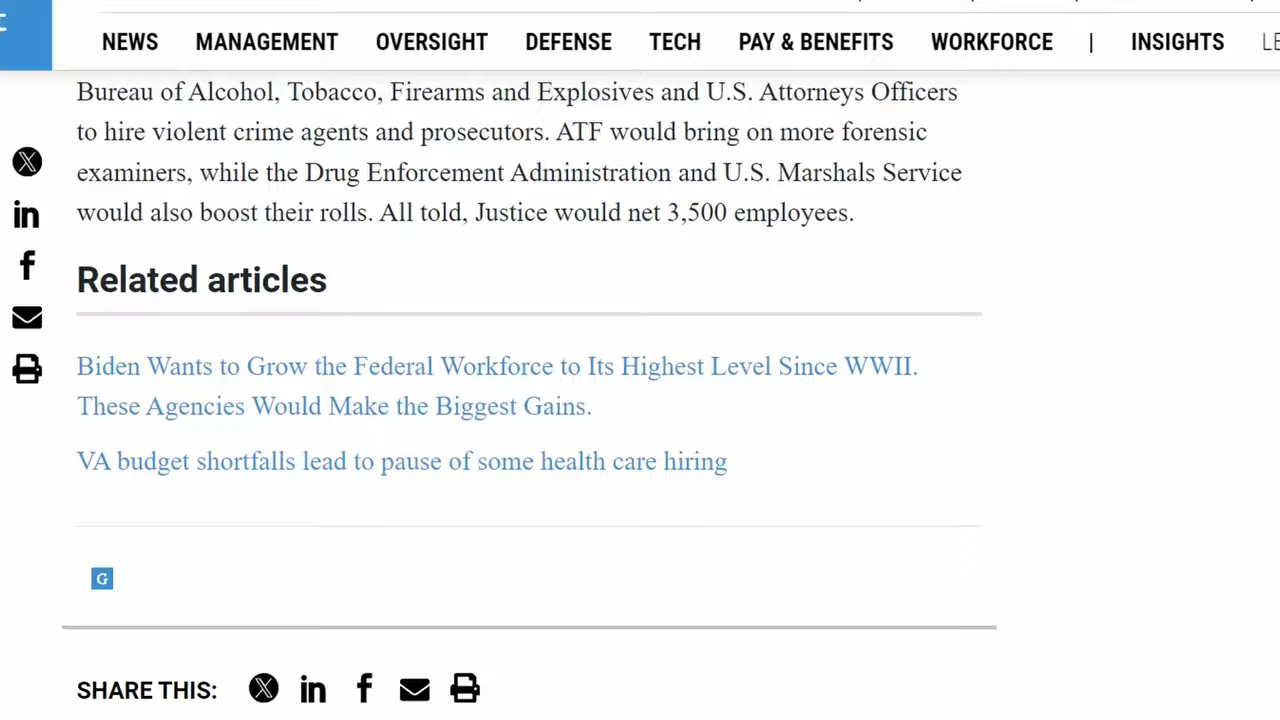 NEWS MANAGEMENT OVERSIGHT DEFENSE TECH PAY & BENEFITS WORKFORCE | INSIGHTS LE
Bureau of Alcohol, Tobacco, Firearms and Explosives and U.S. Attorneys Officers
to hire violent crime agents and prosecutors. ATF would bring on more forensic
examiners, while the Drug Enforcement Administration and U.S. Marshals Service
would also boost their rolls. All told, Justice would net 3,500 employees.
Related articles
Biden Wants to Grow the Federal Workforce to Its Highest Level Since WWII.
These Agencies Would Make the Biggest Gains.
VA budget shortfalls lead to pause of some health care hiring
G
SHARE THIS: